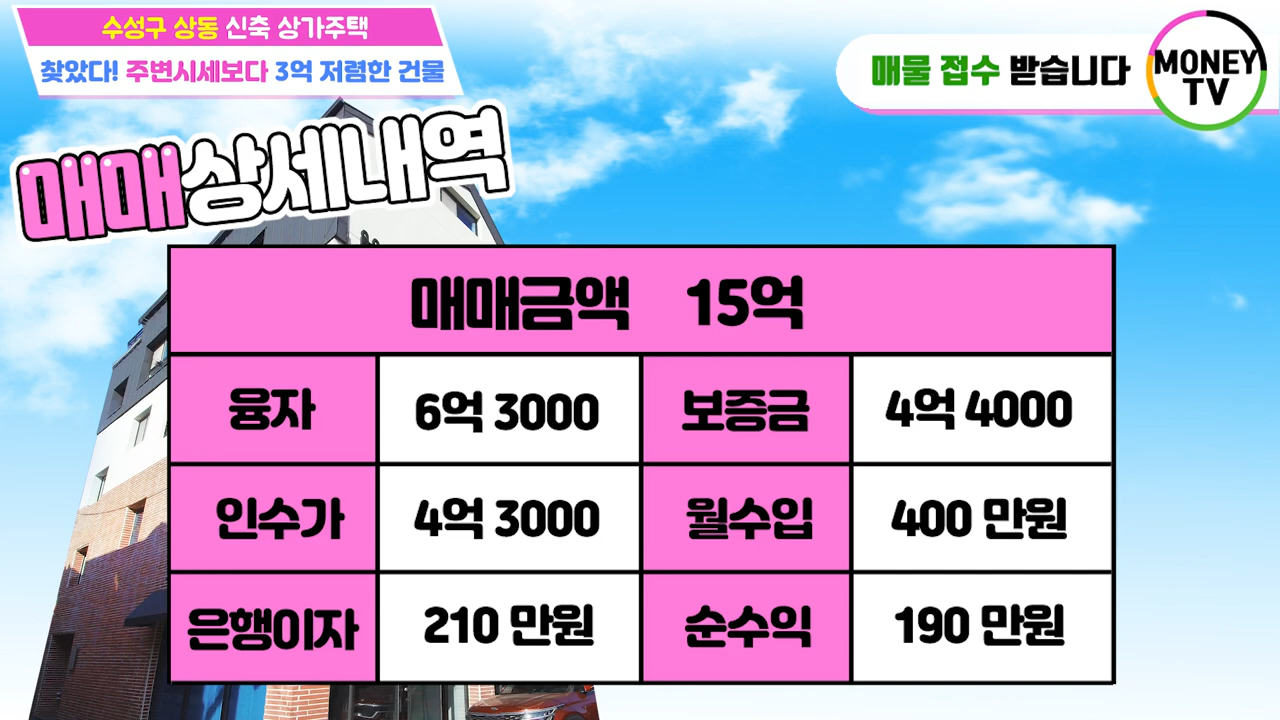 수성구 상동 신축 상가주택
찾았다! 주변시세보다 3억 저렴한 건물
매물 접수 받습니다
MONEY
TV
매매상세내역
매매금액 15억
융자 6억 3000 보증금 4억 4000
인수가 4억 3000 월수입 400 만원
은행이자 210 만원 순수익 190 만원